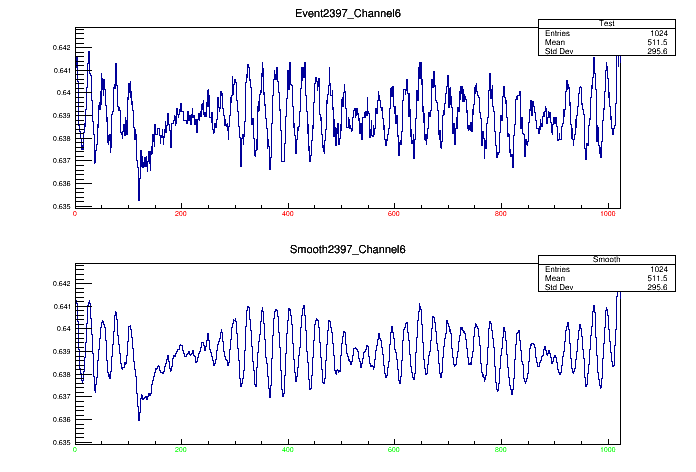 Event2397_Channel6
Test
Entries 1024
Mean 511.5
Std Dev 295.6
0.642
0.641
0.64
0.639
0.638
0.637
0.636
0.635
0 200 400 600 800 1000
Smooth2397_Channel6
Smooth
Entries 1024
Mean 511.5
Std Dev 295.6
0.642
0.641
0.64
0.639
0.638
0.637
0.636
0.635
0 200 400 600 800 1000